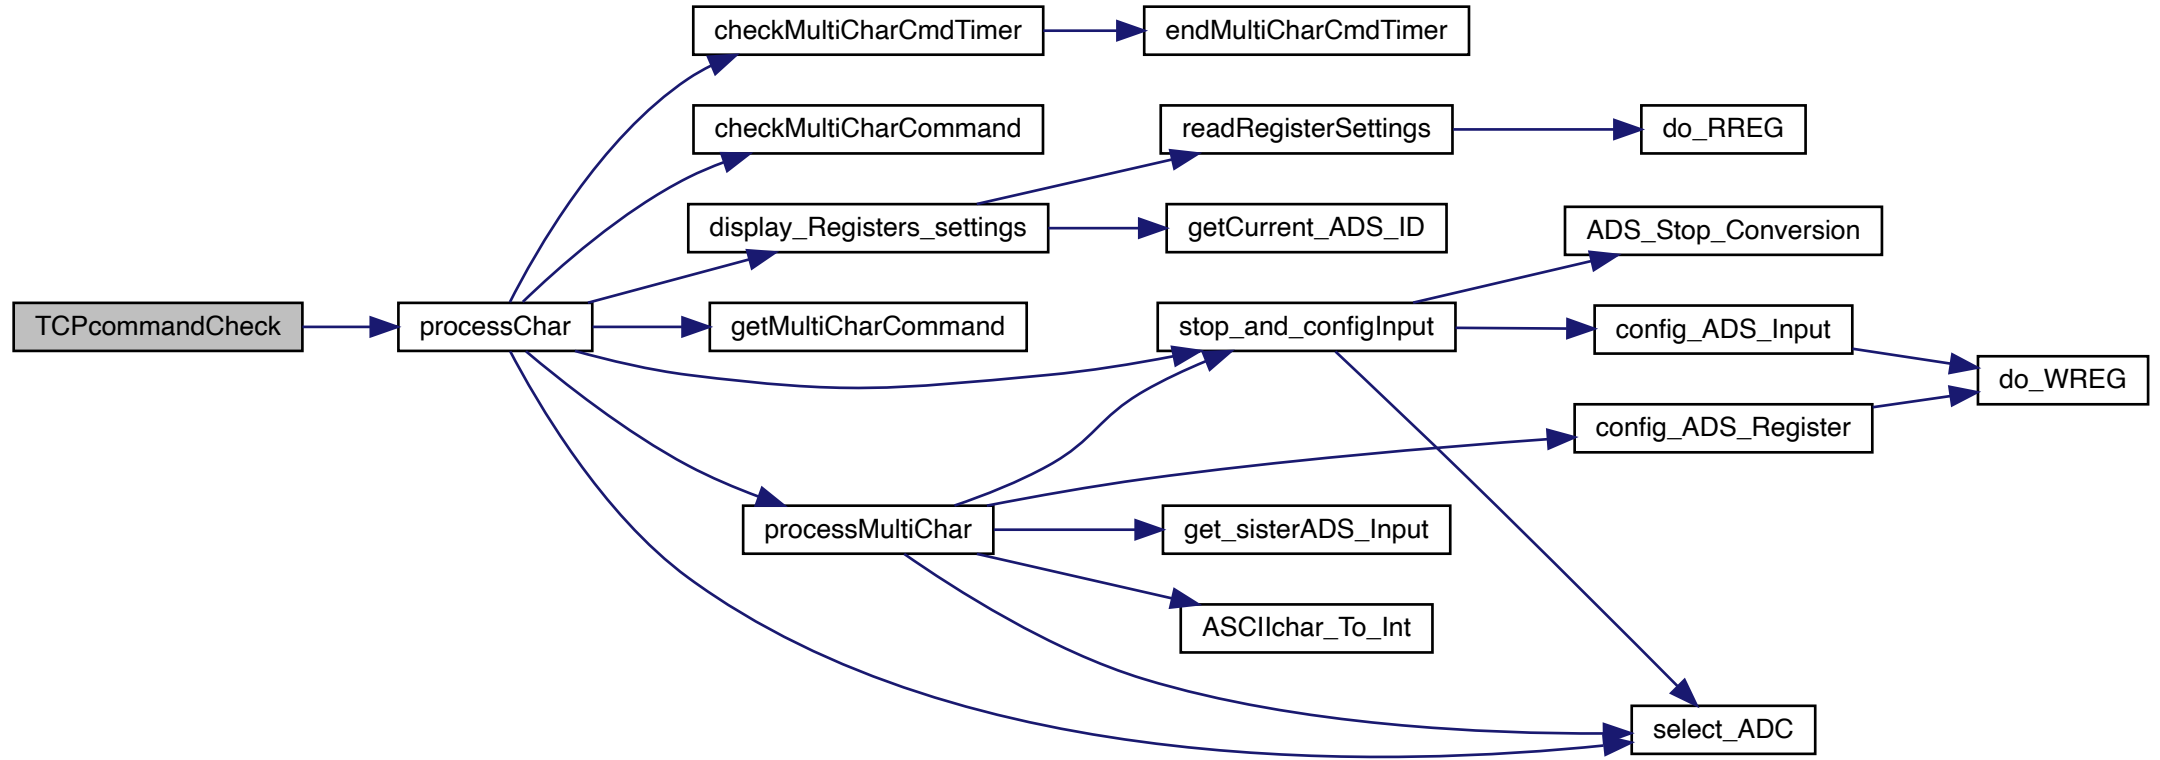 checkMultiCharCmdTimer
endMultiCharCmdTimer
checkMultiCharCommand
readRegisterSettings
do_RREG
display_Registers_settings
getCurrent_ADS_ID
ADS_Stop_Conversion
TCPcommandCheck
processChar
getMultiCharCommand
stop_and_configInput
config_ADS_Input
do_WREG
config_ADS_Register
processMultiChar
get_sisterADS_Input
ASCIIchar_To_Int
select_ADC